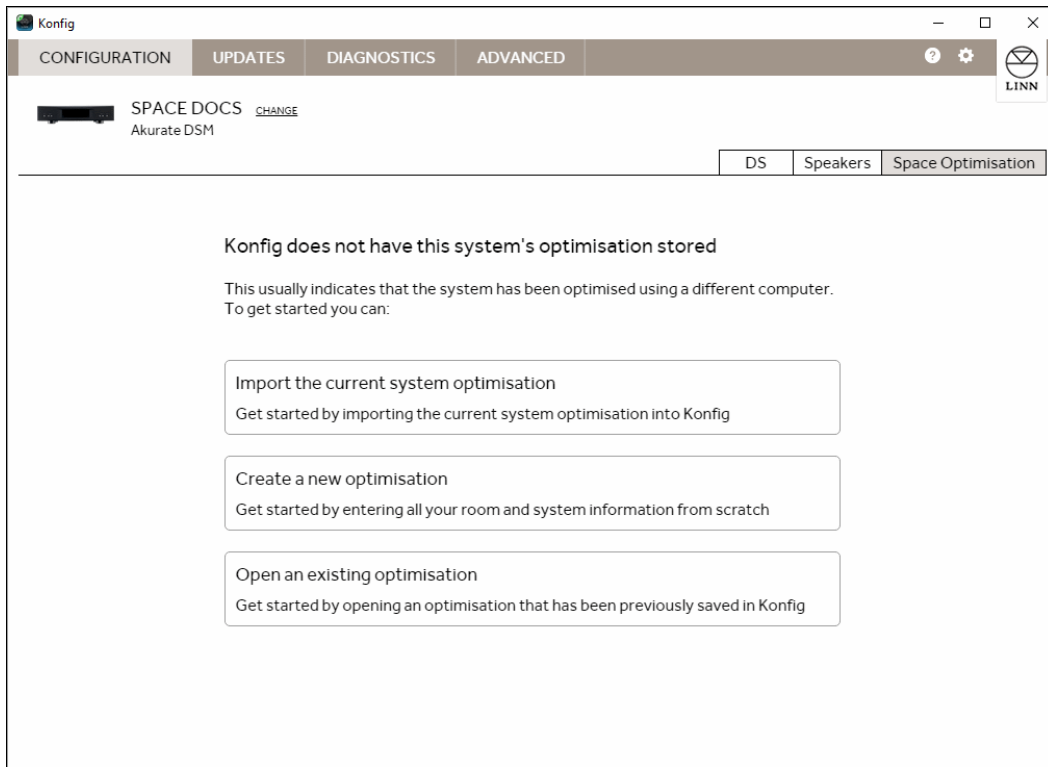 Konfig
CONFIGURATION UPDATES DIAGNOSTICS ADVANCED ?
LINN
SPACE DOCS CHANGE
Akurate DSM
DS Speakers Space Optimisation
Konfig does not have this system's optimisation stored
This usually indicates that the system has been optimised using a different computer.
To get started you can:
Import the current system optimisation
Get started by importing the current system optimisation into Konfig
Create a new optimisation
Get started by entering all your room and system information from scratch
Open an existing optimisation
Get started by opening an optimisation that has been previously saved in Konfig